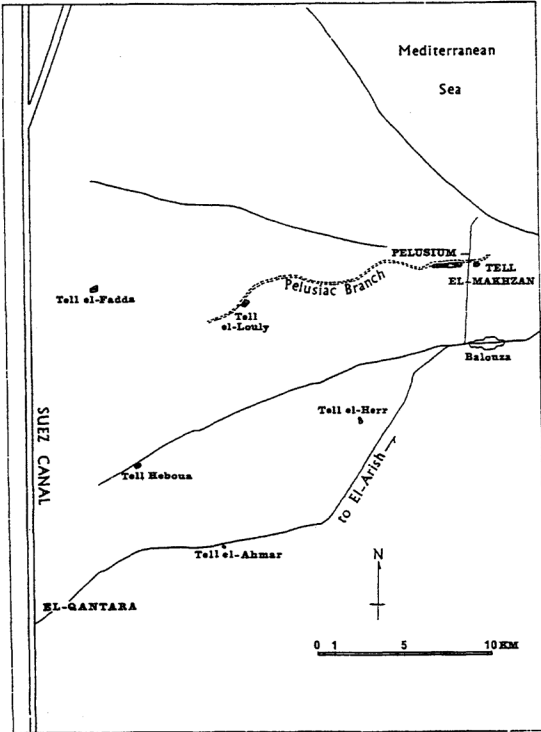 Mediterranean
Sea
PELUSIUM
TELL
EL-MAKHZAN
Pelusiac Branch
Tell el-Fadda
Tell
el-Louly
Balouza
Tell el-Herr
SUEZ CANAL
to El-Arish
Tell Heboua
Tell el-Ahmar
N
EL-QANTARA
0 1 5 10 KM